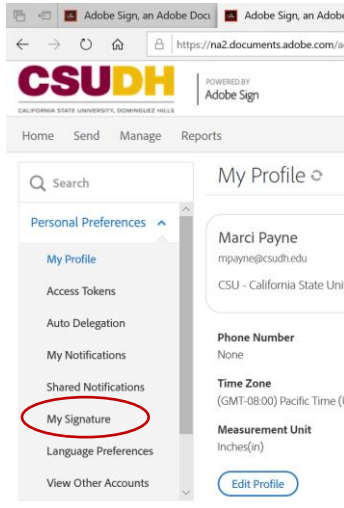 Adobe Sign, an Adobe Docu
Adobe Sign, an Adobe
https://na2.documents.adobe.com/a
CSUDH
CALIFORNIA STATE UNIVERSITY, DOMINGUEZ HILLS
POWERED BY
Adobe Sign
Home Send Manage Reports
Search
My Profile
Personal Preferences
My Profile
Access Tokens
Auto Delegation
My Notifications
Shared Notifications
My Signature
Language Preferences
View Other Accounts
Marci Payne
mpayne@csudh.edu
CSU - California State Uni
Phone Number
None
Time Zone
(GMT-08:00) Pacific Time (U
Measurement Unit
Inches(in)
Edit Profile